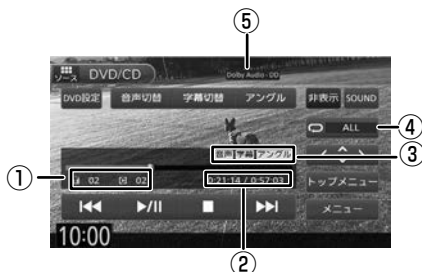 ⑤
ソース DVD/CD Dolby Audio - DD
DVD設定 音声切替 字幕切替 アングル 非表示 SOUND
ALL ④
音声 字幕 アングル ③
① 02 02 0:21:14 / 0:57:03 トップメニュー
メニュー
10:00
②